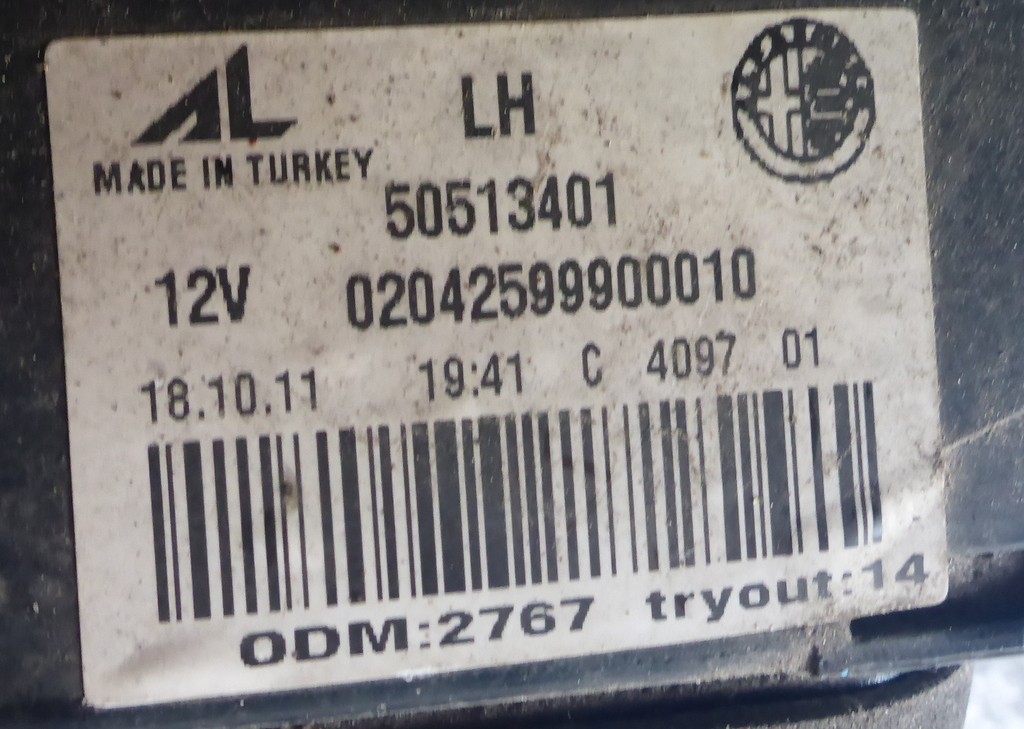 AL LH
MADE IN TURKEY
50513401
12V 02042599900010
18.10.11 19:41 C 4097 01
ODM:2767 tryout:14